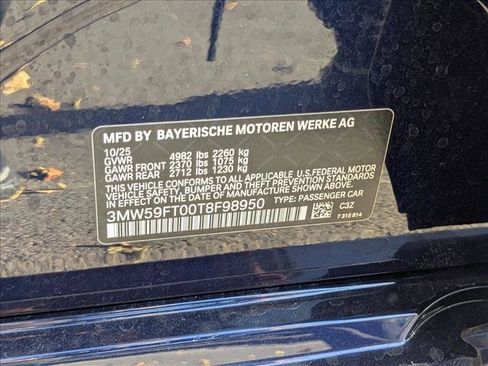 MFD BY BAYERISCHE MOTOREN WERKE AG
10/25
GVWR 4982 lbs 2260 kg
GAWR FRONT 2370 lbs 1075 kg
GAWR REAR 2712 lbs 1230 kg
THIS VEHICLE CONFORMS TO ALL APPLICABLE U.S.FEDERAL MOTOR
VEHICLE SAFETY, BUMPER AND THEFT PREVENTION STANDARDS
IN EFFECT ON THE DATE OF MANUFACTURE SHOWN ABOVE.
3MW59FT00T8F98950 TYPE: PASSENGER CAR
C3Z
7 315 814